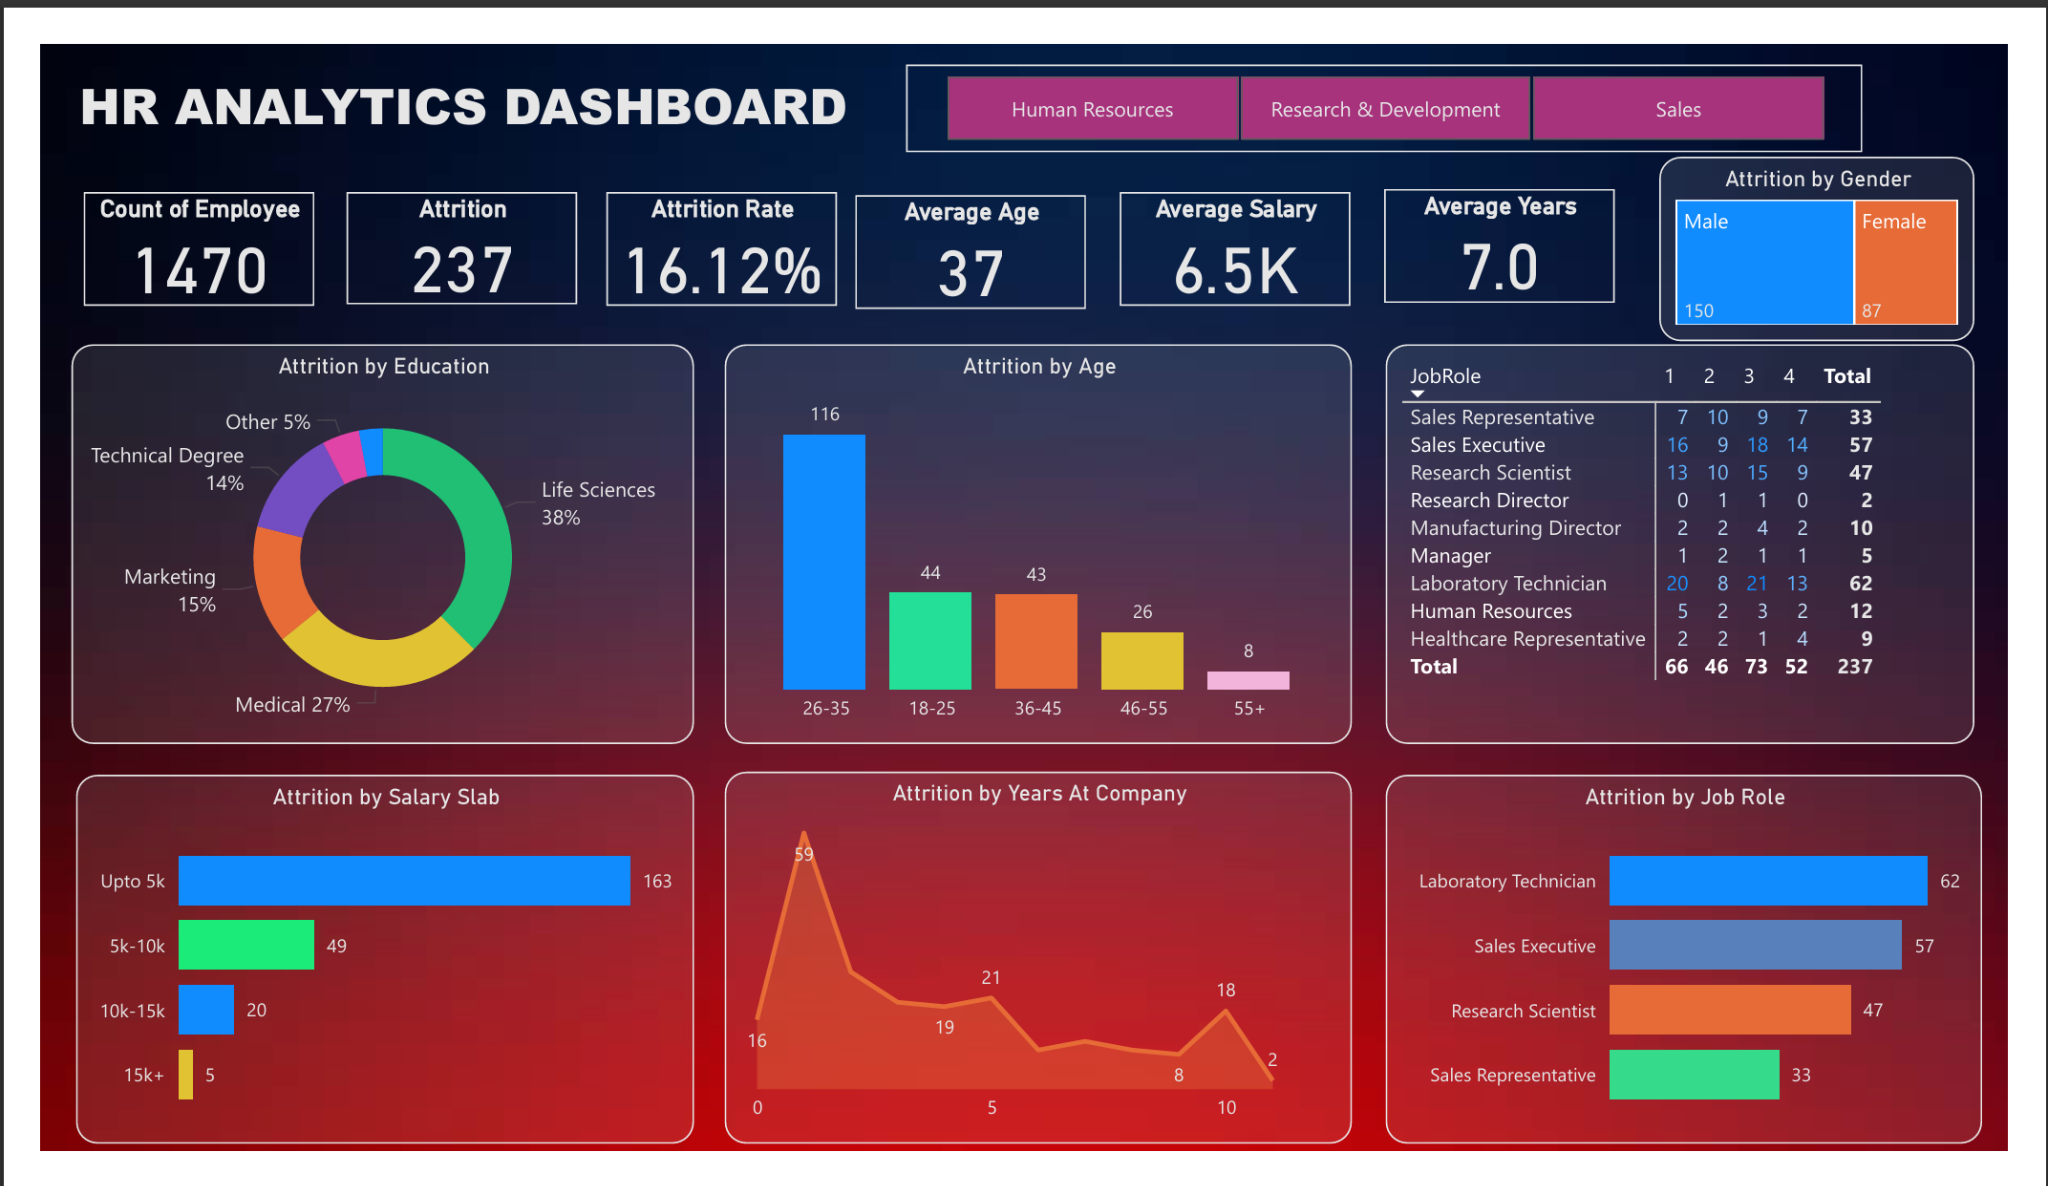 HR ANALYTICS DASHBOARD
Human Resources
Research & Development
Sales
Count of Employee
1470
Attrition
237
Attrition Rate
16.12%
Average Age
37
Average Salary
6.5K
Average Years
7.0
Attrition by Gender
Male
150
Female
87
Attrition by Education
Other 5%
Technical Degree
14%
Life Sciences
38%
Marketing
15%
Medical 27%
Attrition by Age
116
44
43
26
8
26-35
18-25
36-45
46-55
55+
JobRole 1 2 3 4 Total
Sales Representative 7 10 9 7 33
Sales Executive 16 9 18 14 57
Research Scientist 13 10 15 9 47
Research Director 0 1 1 0 2
Manufacturing Director 2 2 4 2 10
Manager 1 2 1 1 5
Laboratory Technician 20 8 21 13 62
Human Resources 5 2 3 2 12
Healthcare Representative 2 2 1 4 9
Total 66 46 73 52 237
Attrition by Salary Slab
Upto 5k 163
5k-10k 49
10k-15k 20
15k+ 5
Attrition by Years At Company
59
21
18
19
16
2
8
0
5
10
Attrition by Job Role
Laboratory Technician 62
Sales Executive 57
Research Scientist 47
Sales Representative 33